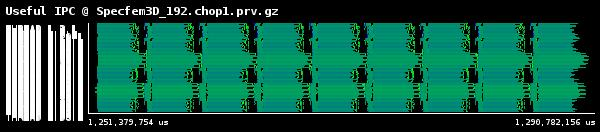 Useful IPC @ Specfem3D_192.chop1.prv.gz
1,251,379,754 us
1,290,782,156 us